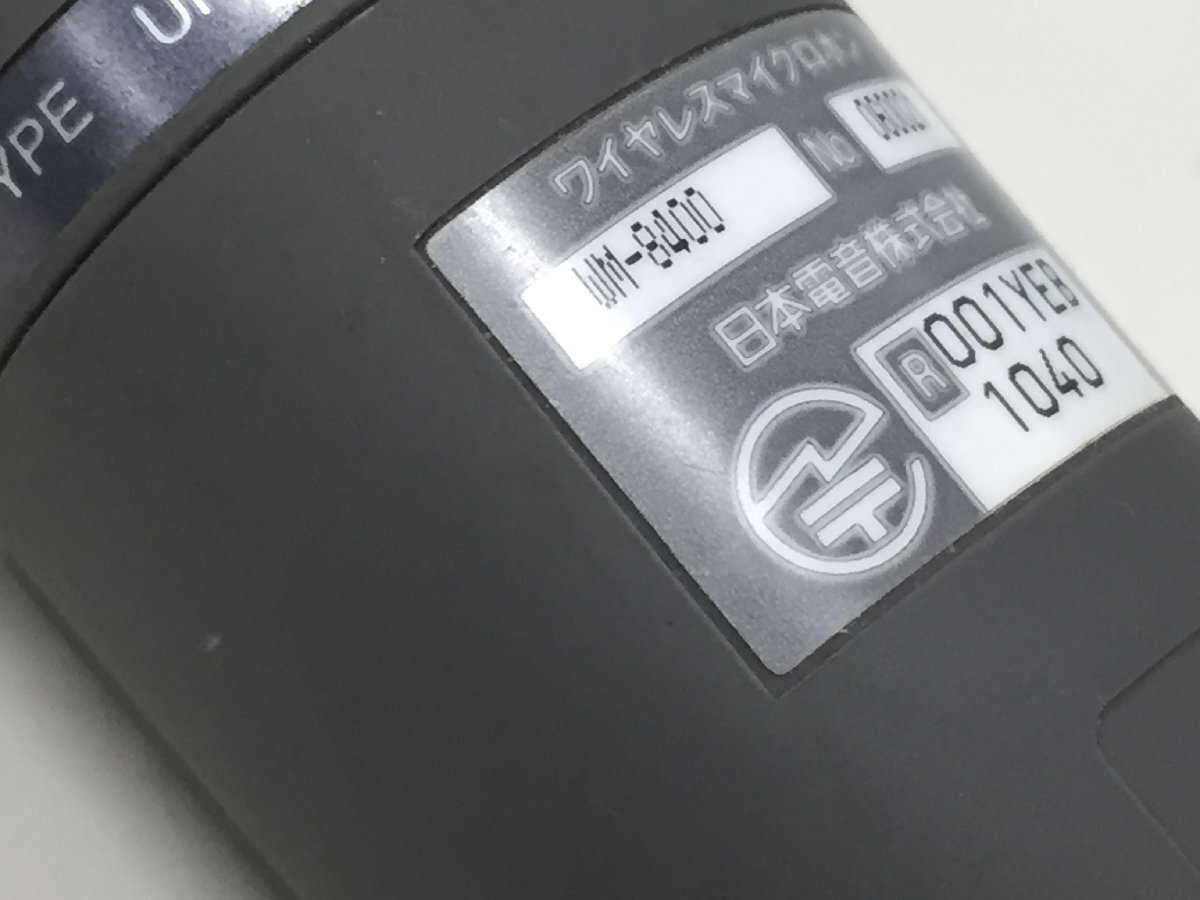 YPE
ワイヤレスマイクロホン
WM-8400 No
日本電音株式会社
R 001YEB
1040